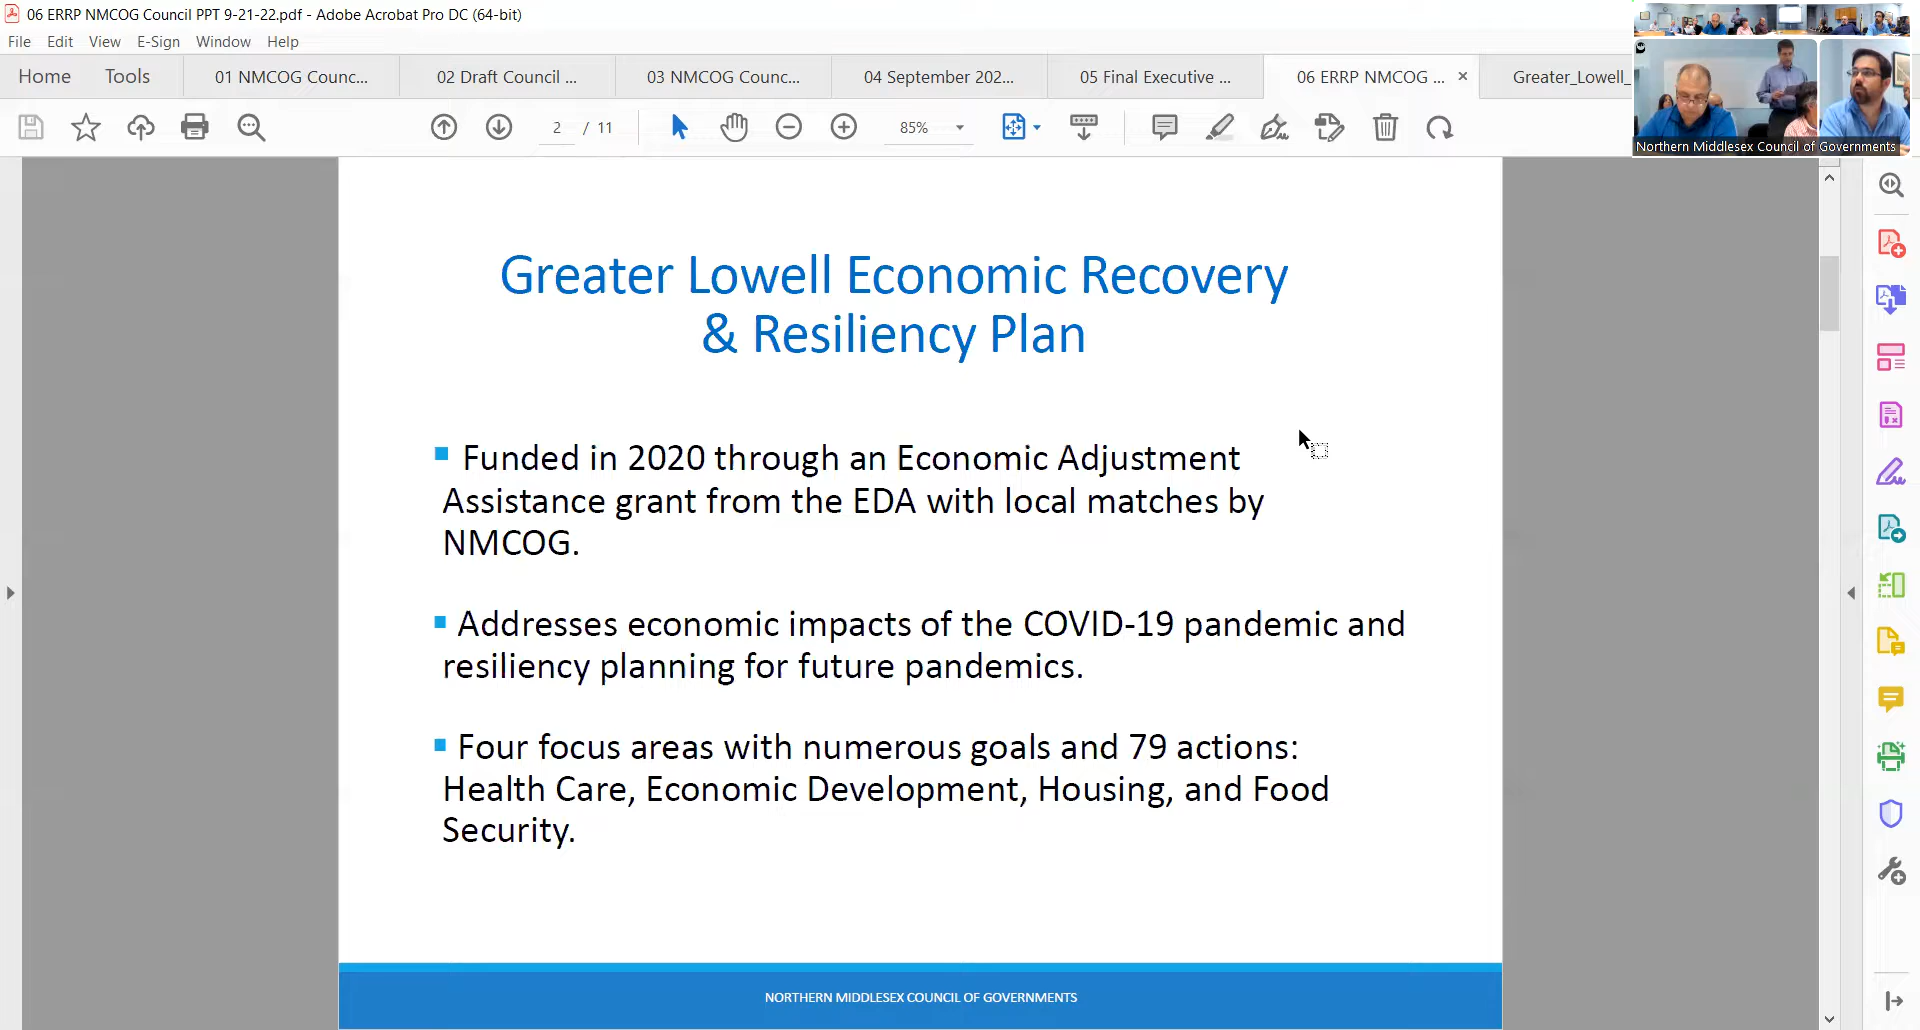 06 ERRP NMCOG Council PPT 9-21-22.pdf - Adobe Acrobat Pro DC (64-bit)
File Edit View E-Sign Window Help
Home Tools 01 NMCOG Counc... 02 Draft Council ... 03 NMCOG Counc... 04 September 202... 05 Final Executive ... 06 ERRP NMCOG ... × Greater_Lowell_
2 / 11 85%
Northern Middlesex Council of Governments
Greater Lowell Economic Recovery
& Resiliency Plan
Funded in 2020 through an Economic Adjustment
Assistance grant from the EDA with local matches by
NMCOG.
Addresses economic impacts of the COVID-19 pandemic and
resiliency planning for future pandemics.
Four focus areas with numerous goals and 79 actions:
Health Care, Economic Development, Housing, and Food
Security.
NORTHERN MIDDLESEX COUNCIL OF GOVERNMENTS